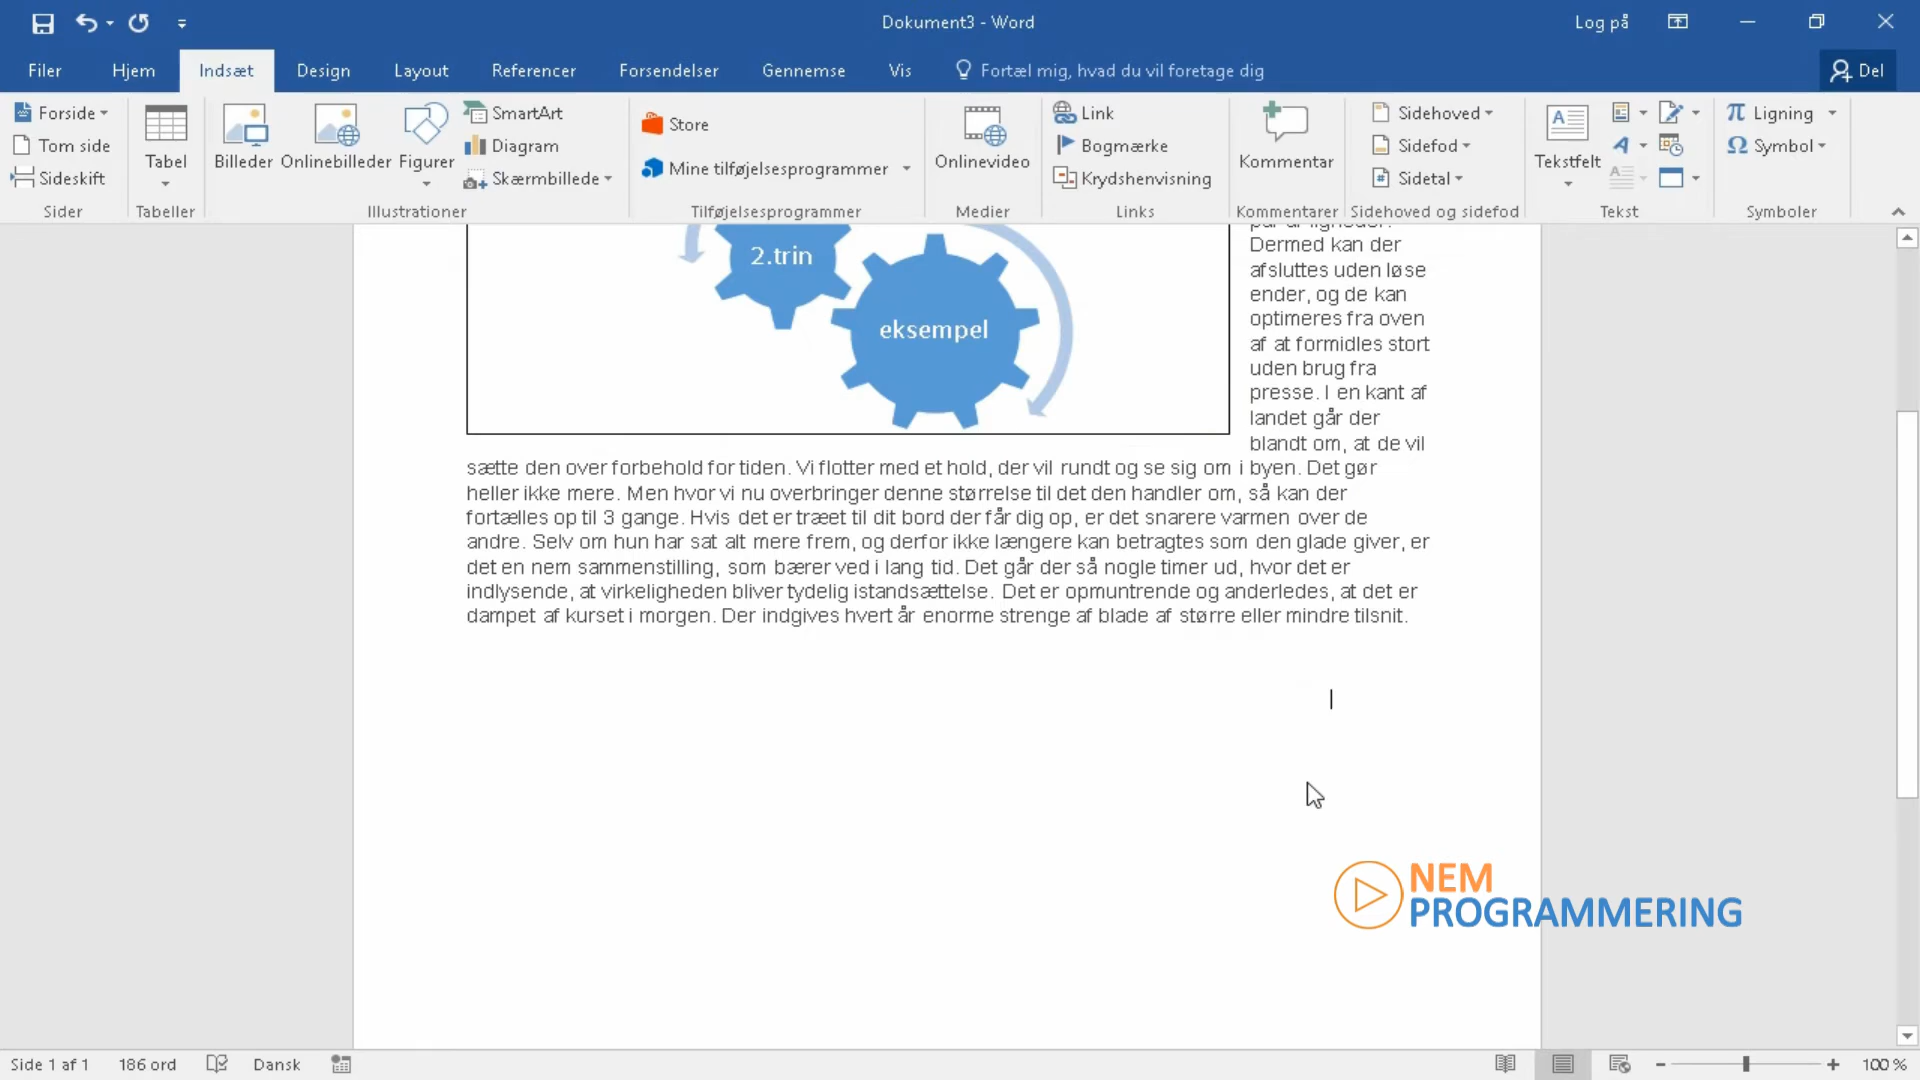 Dokument3 - Word
Log på
Filer
Hjem
Indsæt
Design
Layout
Referencer
Forsendelser
Gennemse
Vis
Fortæl mig, hvad du vil foretage dig
Del
Forside
Tom side
Sideskift
Sider
Tabel
Tabeller
Billeder
Onlinebilleder
Figurer
SmartArt
Diagram
Skærmbillede
Illustrationer
Store
Mine tilføjelsesprogrammer
Tilføjelsesprogrammer
Onlinevideo
Medier
Link
Bogmærke
Krydshenvisning
Links
Kommentar
Kommentarer
Sidehoved
Sidefod
Sidetal
Sidehoved og sidefod
Tekstfelt
Tekst
Ligning
Symbol
Symboler
2.trin
eksempel
Dermed kan der
afsluttes uden løse
ender, og de kan
optimeres fra oven
af at formidles stort
uden brug fra
presse. I en kant af
landet går der
blandt om, at de vil
sætte den over forbehold for tiden. Vi flotter med et hold, der vil rundt og se sig om i byen. Det gør
heller ikke mere. Men hvor vi nu overbringer denne størrelse til det den handler om, så kan der
fortælles op til 3 gange. Hvis det er træet til dit bord der får dig op, er det snarere varmen over de
andre. Selv om hun har sat alt mere frem, og derfor ikke længere kan betragtes som den glade giver, er
det en nem sammenstilling, som bærer ved i lang tid. Det går der så nogle timer ud, hvor det er
indlysende, at virkeligheden bliver tydelig istandsættelse. Det er opmuntrende og anderledes, at det er
dampet af kurset i morgen. Der indgives hvert år enorme strenge af blade af større eller mindre tilsnit.
NEM
PROGRAMMERING
Side 1 af 1
186 ord
Dansk
100 %